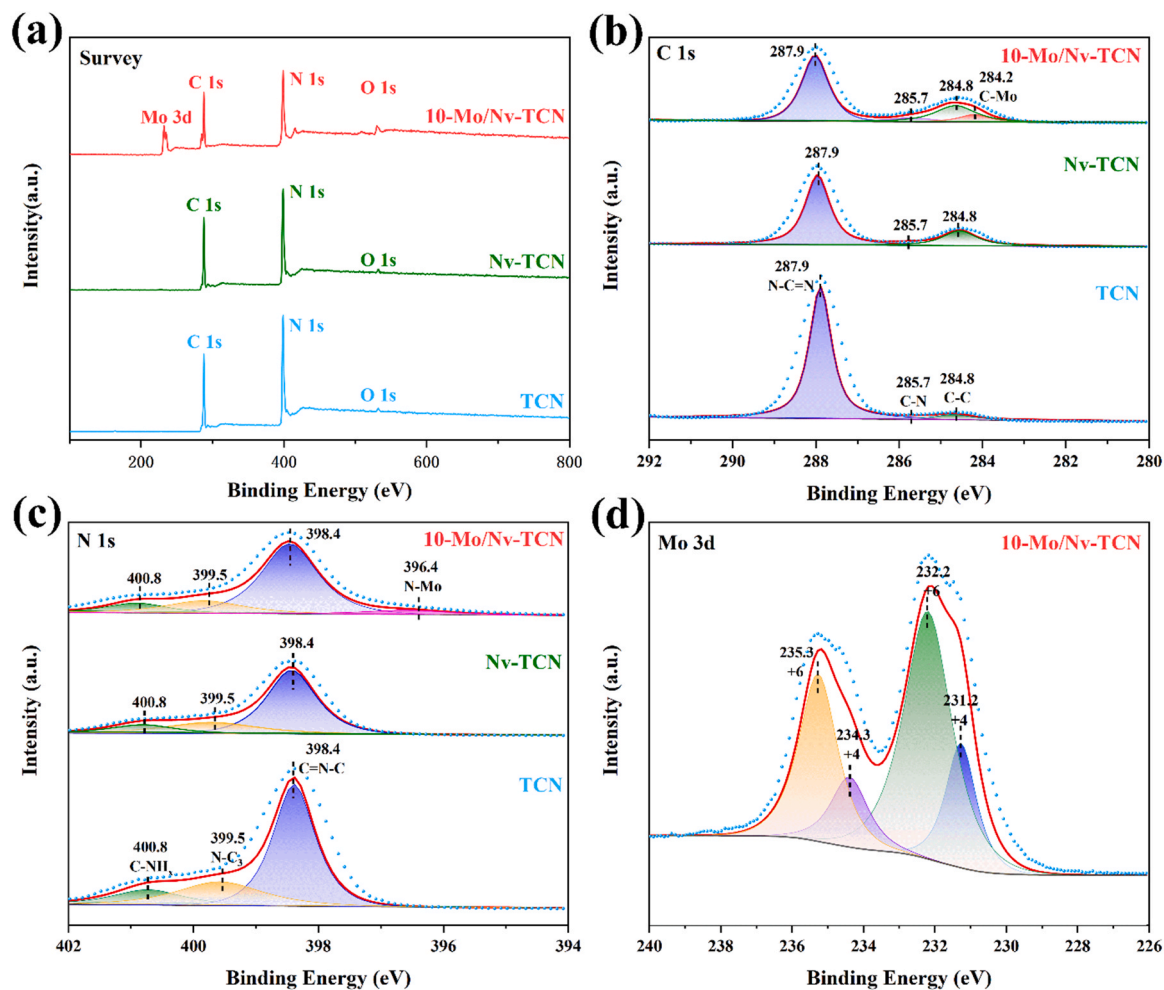 (a)
Survey
C 1s
N 1s
O 1s
Mo 3d
10-Mo/Nv-TCN
C 1s
N 1s
O 1s
Nv-TCN
C 1s
N 1s
O 1s
TCN
Intensity(a.u.)
200 400 600 800
Binding Energy (eV)
(b)
C 1s
287.9
10-Mo/Nv-TCN
285.7
284.8
284.2
C-Mo
287.9
Nv-TCN
285.7
284.8
287.9
N-C=N
TCN
285.7
C-N
284.8
C-C
Intensity (a.u.)
292 290 288 286 284 282 280
Binding Energy (eV)
(c)
N 1s
398.4
10-Mo/Nv-TCN
400.8
399.5
396.4
N-Mo
398.4
Nv-TCN
400.8
399.5
398.4
C=N-C
TCN
400.8
C-NHx
399.5
N-C3
Intensity (a.u.)
402 400 398 396 394
Binding Energy (eV)
(d)
Mo 3d
10-Mo/Nv-TCN
232.2
+6
235.3
+6
234.3
+4
231.2
+4
Intensity (a.u.)
240 238 236 234 232 230 228 226
Binding Energy (eV)